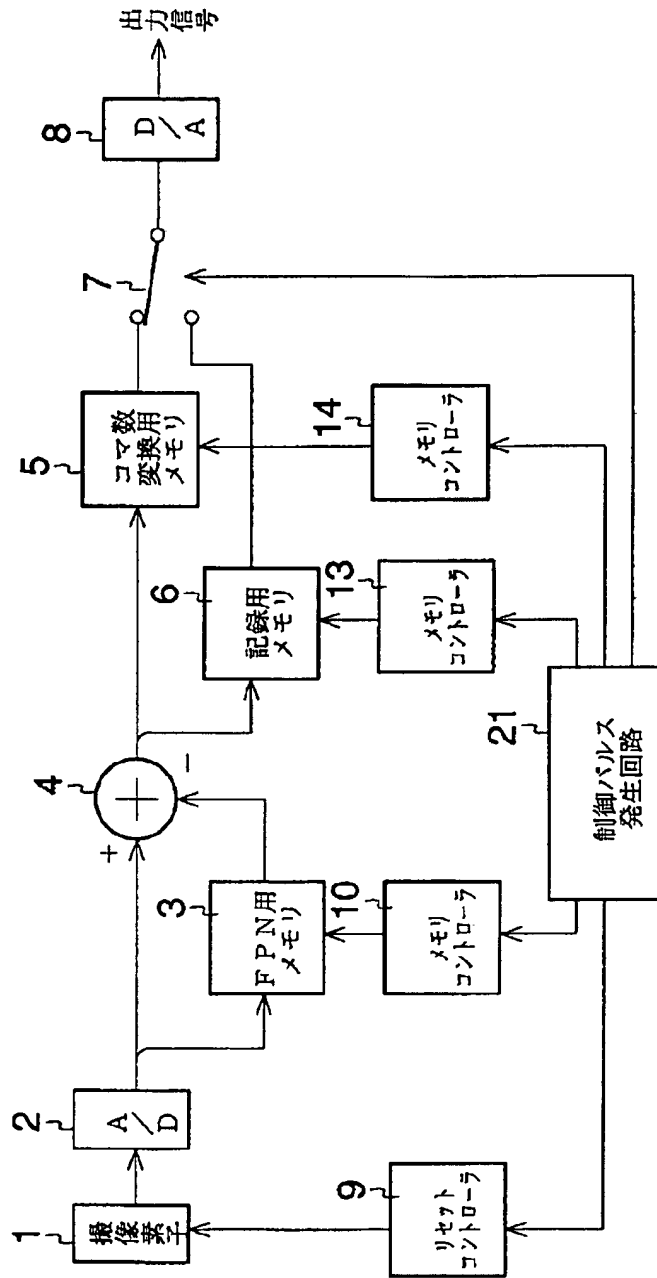 1
撮像
素子
2
A/D
3
FPN用
メモリ
4
+
−
5
コマ数
変換用
メモリ
6
記録用
メモリ
7
8
D/A
出力信号
9
リセット
コントローラ
10
メモリ
コントローラ
13
メモリ
コントローラ
14
メモリ
コントローラ
21
制御パルス
発生回路